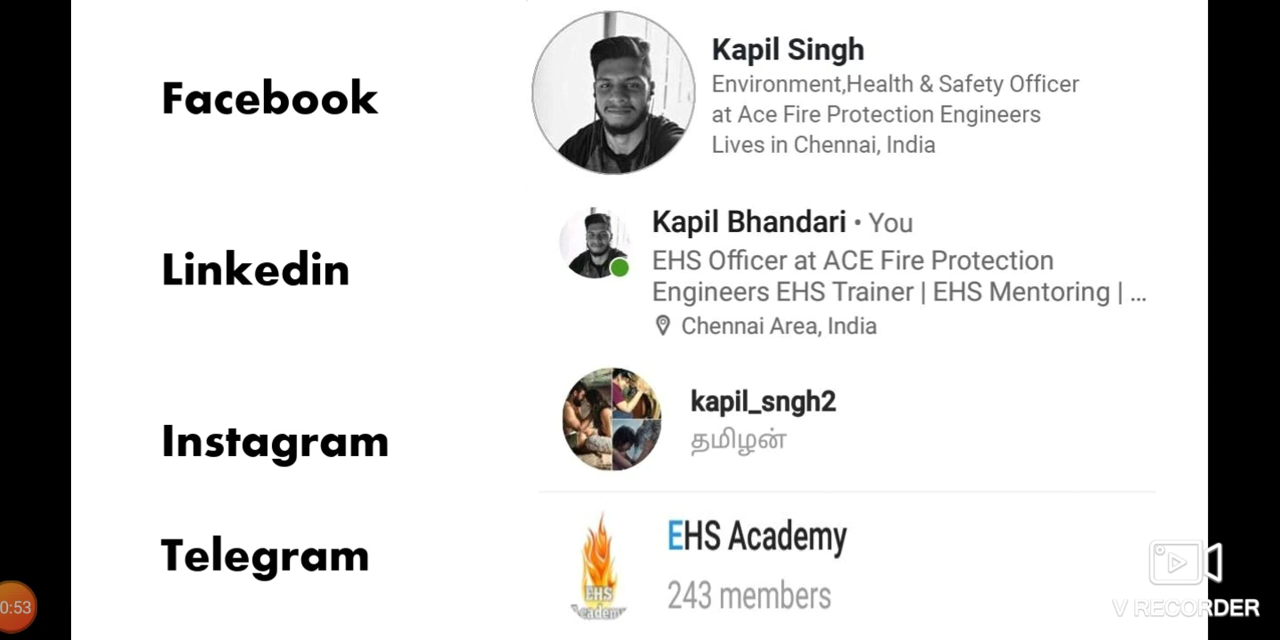 Facebook
Kapil Singh
Environment,Health & Safety Officer
at Ace Fire Protection Engineers
Lives in Chennai, India
Linkedin
Kapil Bhandari • You
EHS Officer at ACE Fire Protection
Engineers EHS Trainer | EHS Mentoring | ...
Chennai Area, India
Instagram
kapil_sngh2
தமிழன்
Telegram
EHS Academy
243 members
EHS
Academy
0:53
V RECORDER